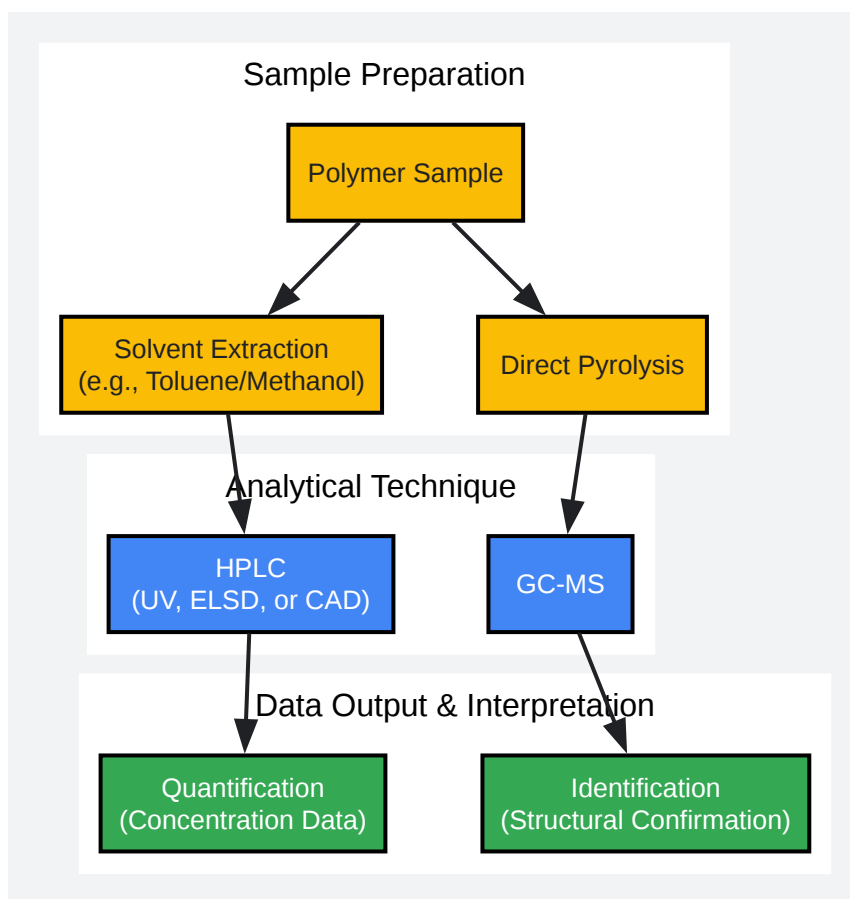 Sample Preparation
Polymer Sample
Solvent Extraction
(e.g., Toluene/Methanol)
Direct Pyrolysis
Analytical Technique
HPLC
(UV, ELSD, or CAD)
GC-MS
Data Output & Interpretation
Quantification
(Concentration Data)
Identification
(Structural Confirmation)